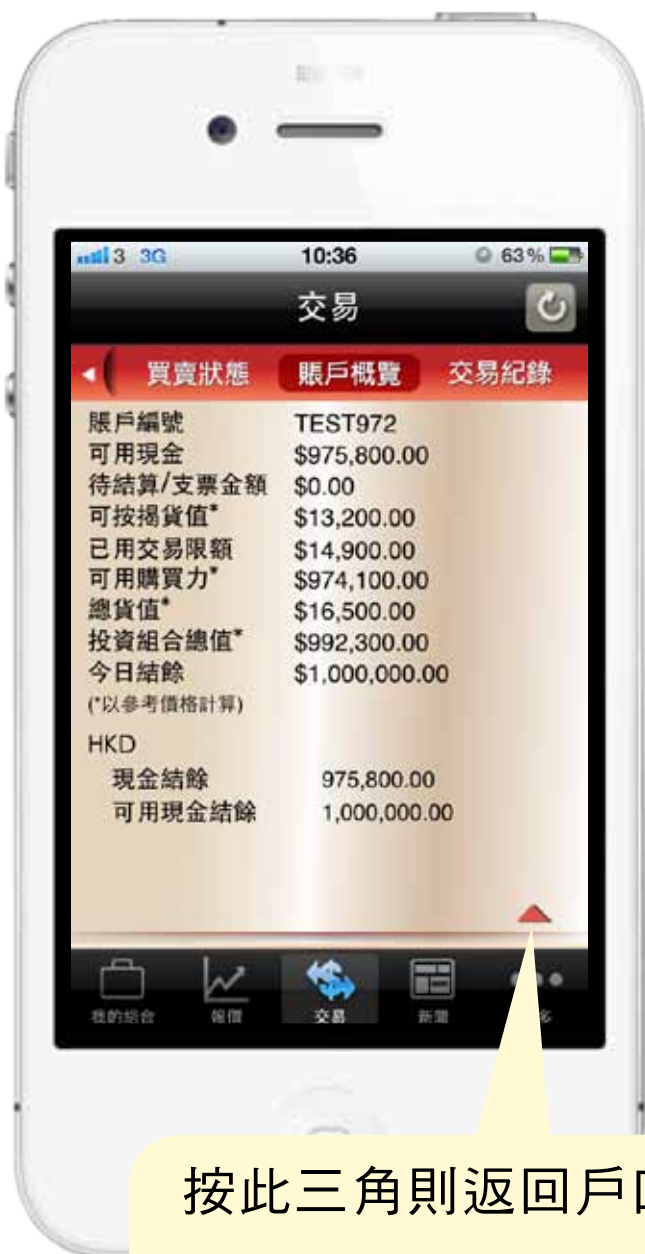 3 3G 10:36 63%
交易
買賣狀態 賬戶概覽 交易紀錄
賬戶編號 TEST972
可用現金 $975,800.00
待結算/支票金額 $0.00
可按揭貨值* $13,200.00
已用交易限額 $14,900.00
可用購買力* $974,100.00
總貨值* $16,500.00
投資組合總值* $992,300.00
今日結餘 $1,000,000.00
(*以參考價格計算)
HKD
現金結餘 975,800.00
可用現金結餘 1,000,000.00
我的組合 報價 交易 新聞 多
按此三角則返回戶